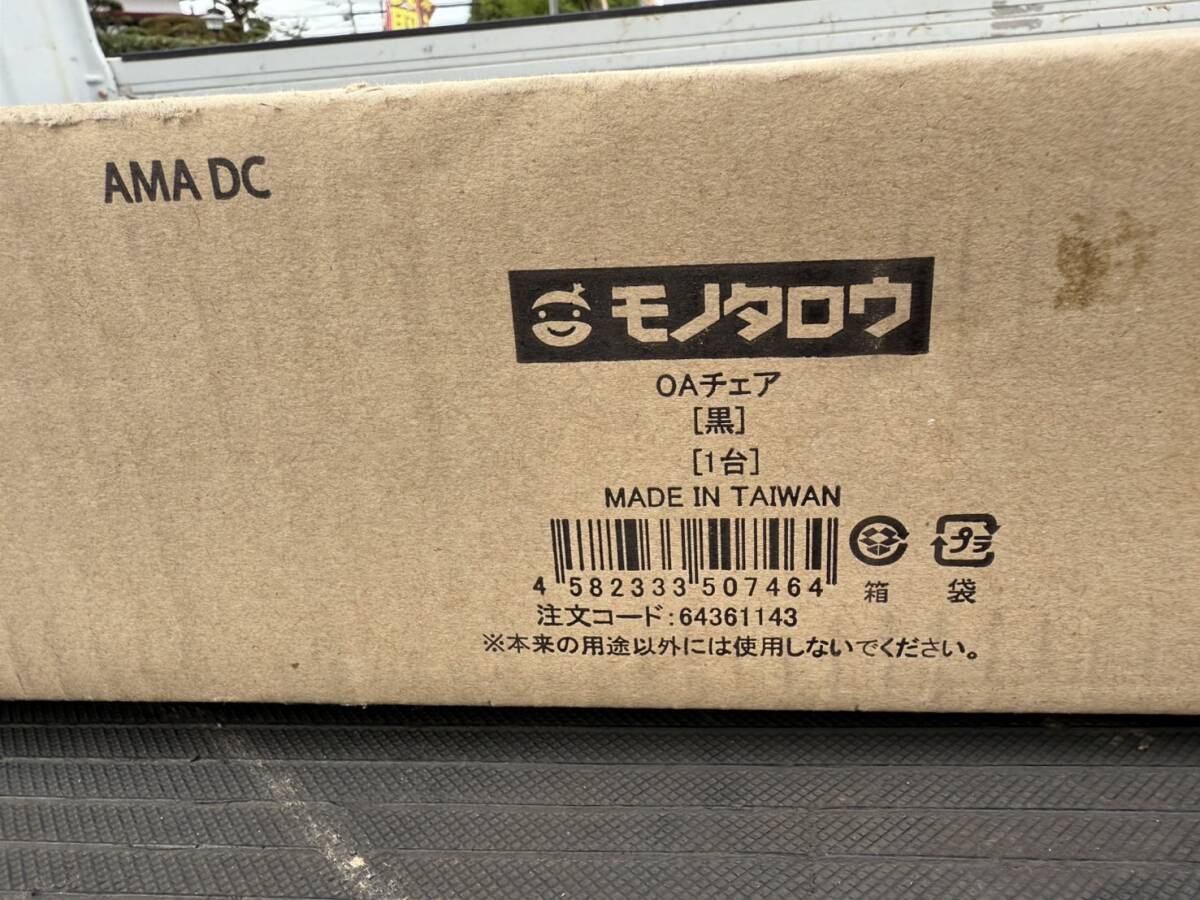 AMA DC
モノタロウ
OAチェア
[黒]
[1台]
MADE IN TAIWAN
4 582333 507464
プラ
箱 袋
注文コード:64361143
※本来の用途以外には使用しないでください。